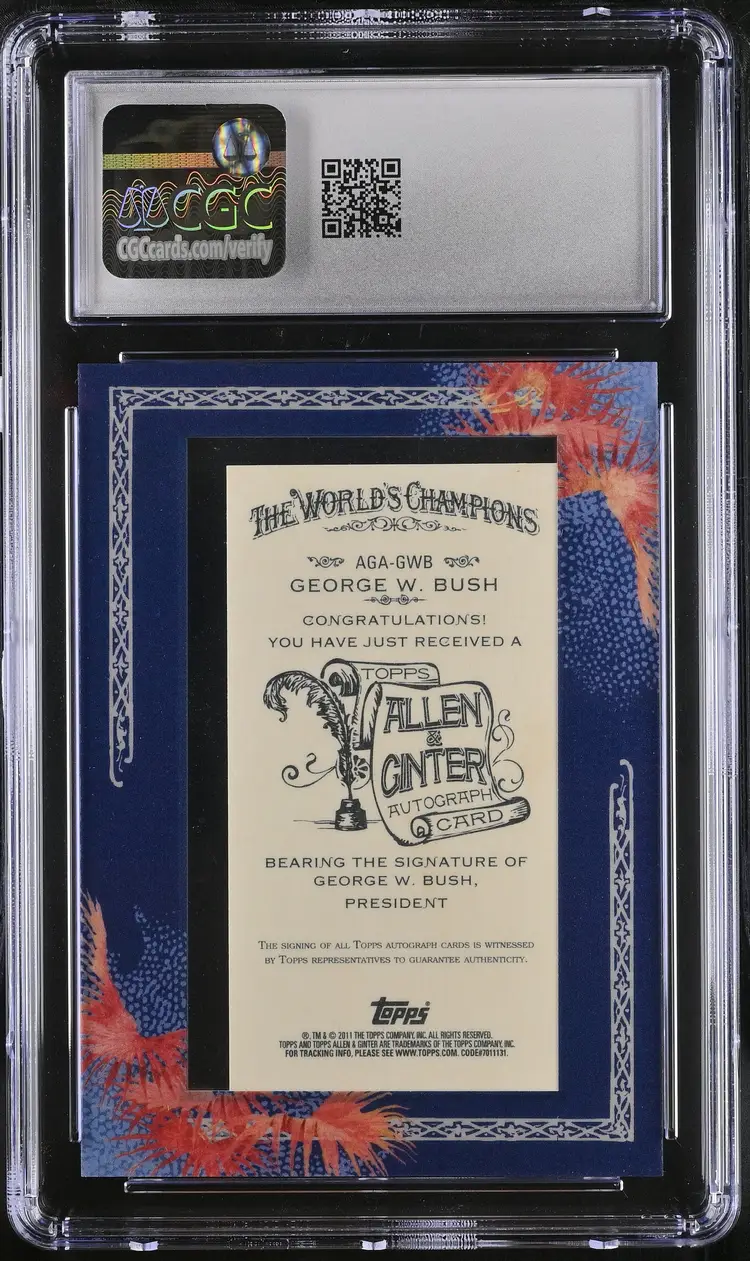 CGC
CGCcards.com/verify
THE WORLD'S CHAMPIONS
AGA-GWB
GEORGE W. BUSH
CONGRATULATIONS!
YOU HAVE JUST RECEIVED A
TOPPS
ALLEN
&
GINTER
AUTOGRAPH
CARD
BEARING THE SIGNATURE OF
GEORGE W. BUSH,
PRESIDENT
THE SIGNING OF ALL TOPPS AUTOGRAPH CARDS IS WITNESSED
BY TOPPS REPRESENTATIVES TO GUARANTEE AUTHENTICITY.
topps®
®, TM & © 2011 THE TOPPS COMPANY, INC. ALL RIGHTS RESERVED.
TOPPS AND TOPPS ALLEN & GINTER ARE TRADEMARKS OF THE TOPPS COMPANY, INC.
FOR TRACKING INFO, PLEASE SEE WWW.TOPPS.COM. CODE#7011131.